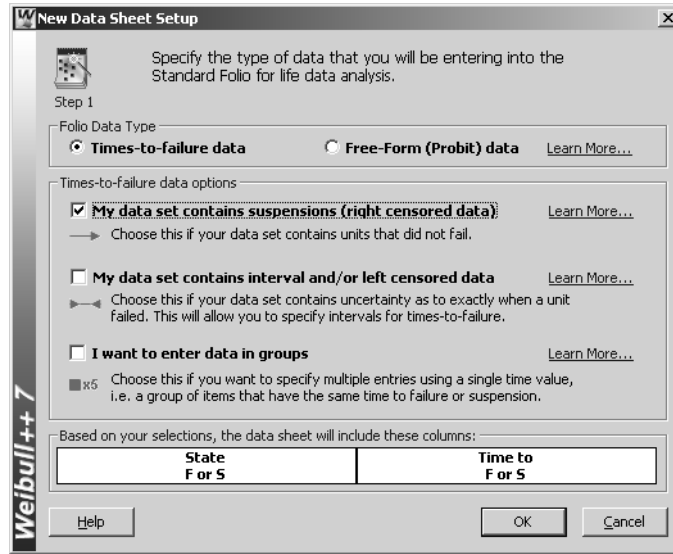 New Data Sheet Setup
Specify the type of data that you will be entering into the
Standard Folio for life data analysis.
Step 1
Folio Data Type
Times-to-failure data
Free-Form (Probit) data
Learn More...
Times-to-failure data options
My data set contains suspensions (right censored data)
Learn More...
Choose this if your data set contains units that did not fail.
My data set contains interval and/or left censored data
Learn More...
Choose this if your data set contains uncertainty as to exactly when a unit
failed. This will allow you to specify intervals for times-to-failure.
I want to enter data in groups
Learn More...
x5
Choose this if you want to specify multiple entries using a single time value,
i.e. a group of items that have the same time to failure or suspension.
Based on your selections, the data sheet will include these columns:
State
F or S
Time to
F or S
Weibull++ 7
Help
OK
Cancel